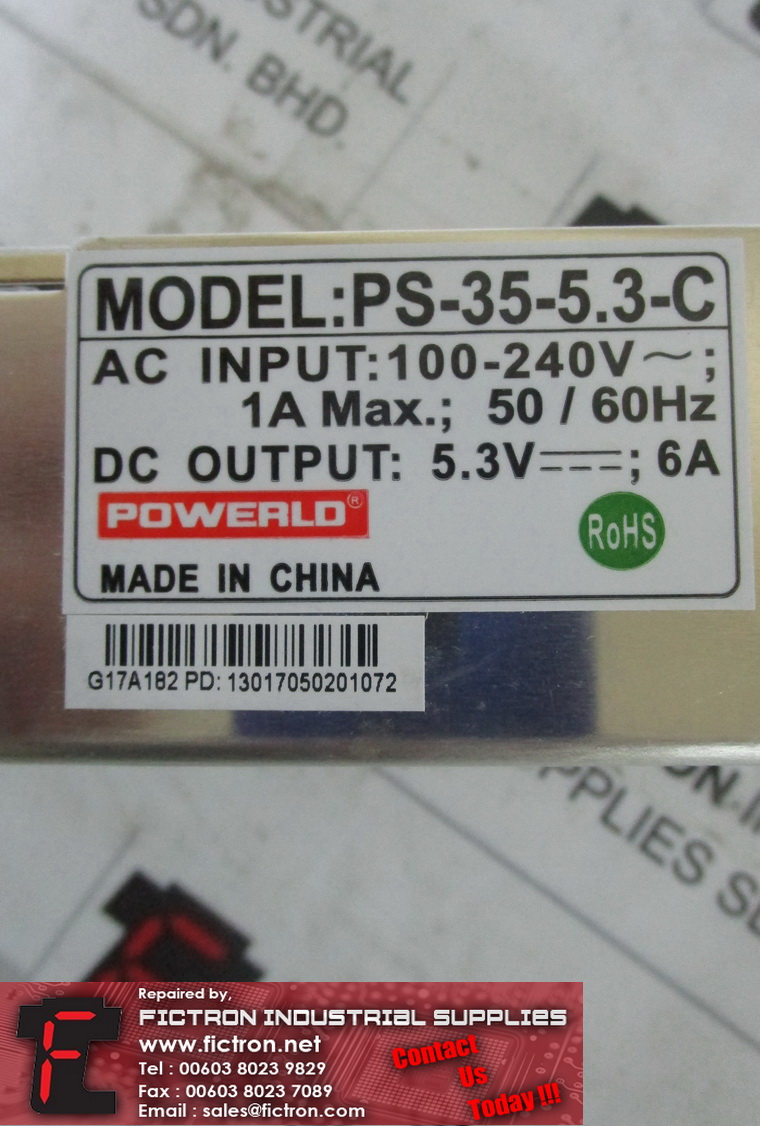 STRIAL
SDN. BHD.
MODEL:PS-35-5.3-C
AC INPUT:100-240V～;
1A Max.; 50 / 60Hz
DC OUTPUT: 5.3V⎓; 6A
POWERLD®
RoHS
MADE IN CHINA
G17A182 PD: 13017050201072
PPLIES S
Repaired by,
FICTRON INDUSTRIAL SUPPLIES
www.fictron.net
Tel : 00603 8023 9829
Fax : 00603 8023 7089
Email : sales@fictron.com
Contact
Us
Today !!!